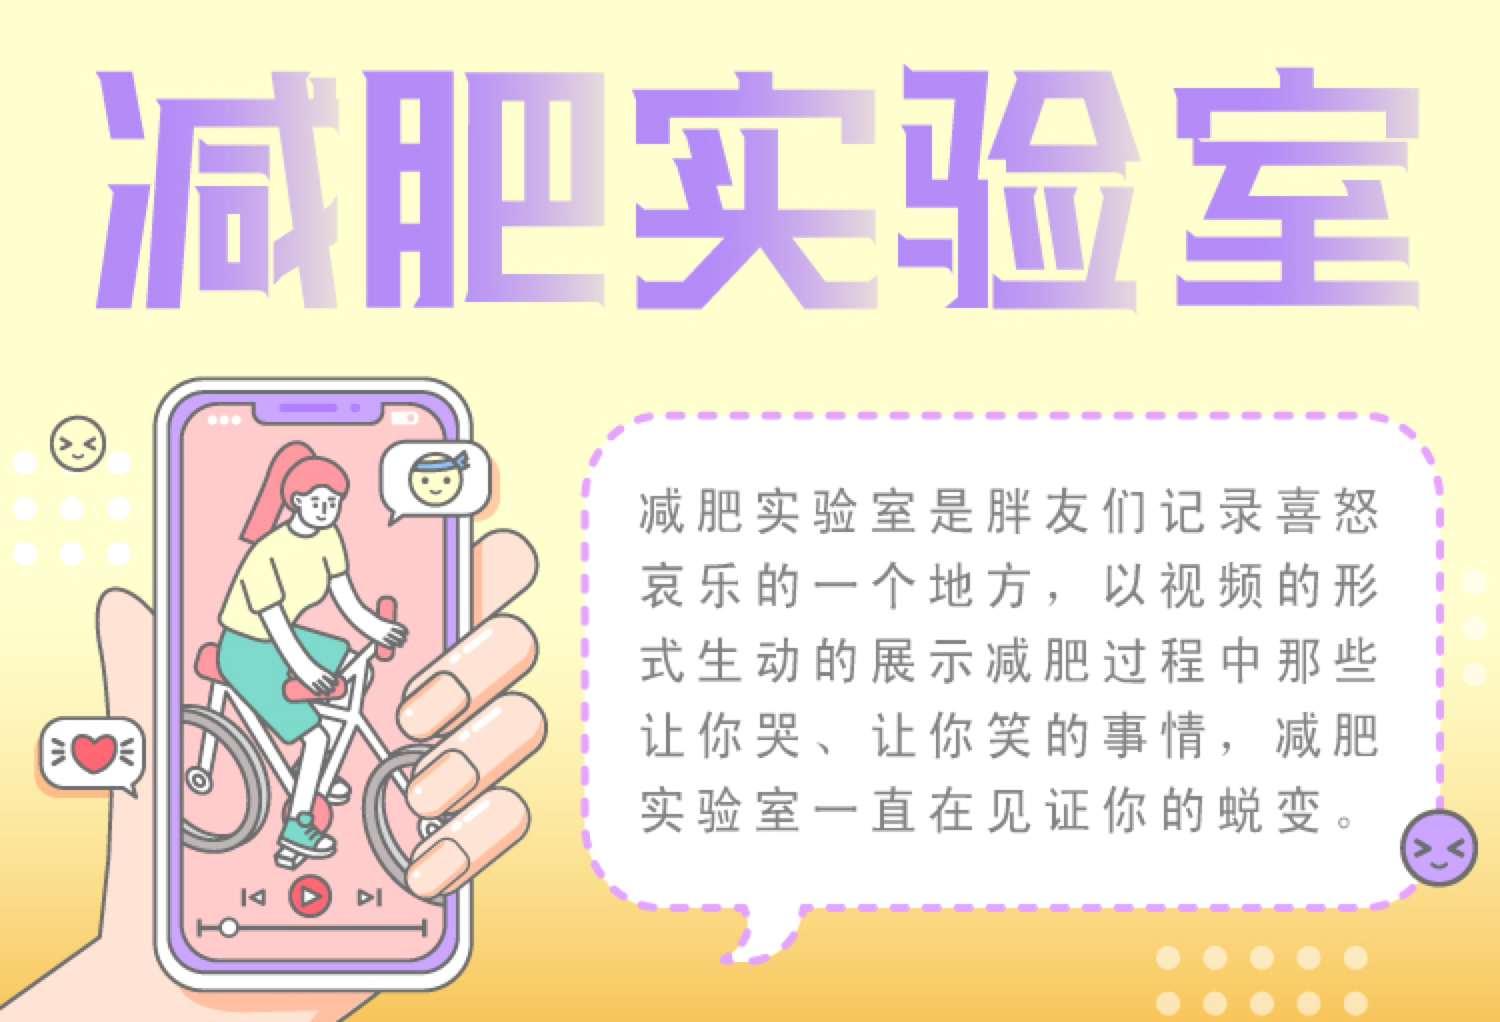 减肥实验室
减肥实验室是胖友们记录喜怒
哀乐的一个地方，以视频的形
式生动的展示减肥过程中那些
让你哭、让你笑的事情，减肥
实验室一直在见证你的蜕变。